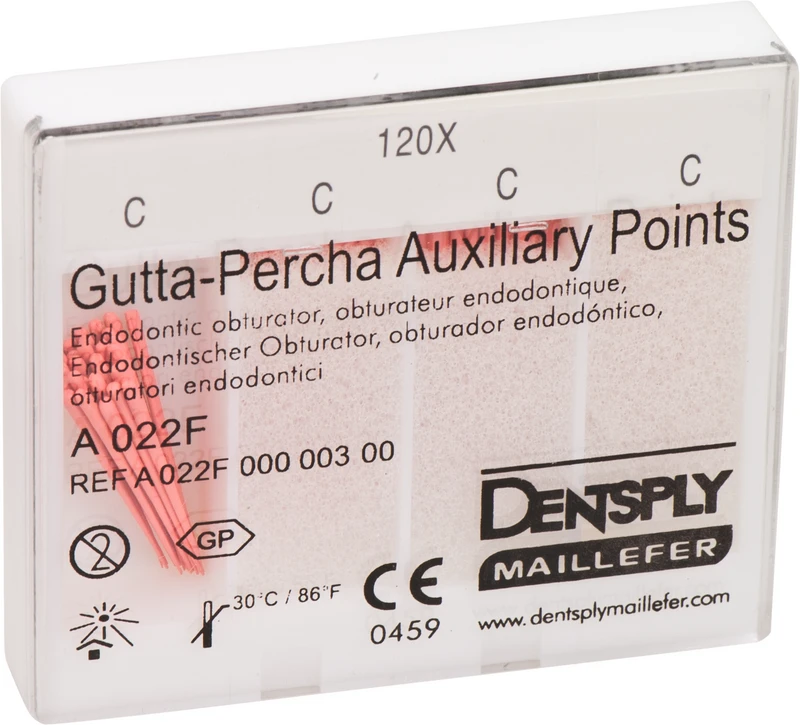 120X
C C C C
Gutta-Percha Auxiliary Points
Endodontic obturator, obturateur endodontique,
Endodontischer Obturator, obturador endodóntico,
otturatori endodontici
A 022F
REF A 022F 000 003 00
2
GP
30°C / 86°F
CE
0459
DENTSPLY
MAILLEFER
www.dentsplymaillefer.com